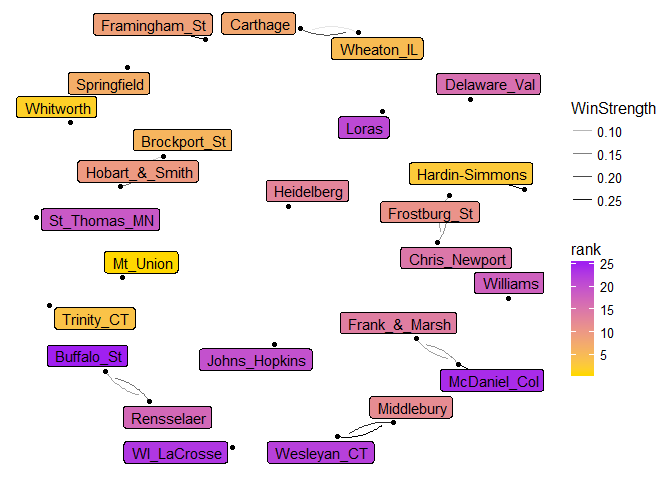 Framingham_St
Carthage
Wheaton_IL
Springfield
Delaware_Val
Whitworth
WinStrength
Loras
0.10
Brockport_St
0.15
Hobart_&_Smith
Hardin-Simmons
0.20
Heidelberg
0.25
Frostburg_St
St_Thomas_MN
rank
Chris_Newport
Mt_Union
25
Williams
20
Trinity_CT
15
Frank_&_Marsh
10
Buffalo_St
Johns_Hopkins
5
McDaniel_Col
Middlebury
Rensselaer
WI_LaCrosse
Wesleyan_CT